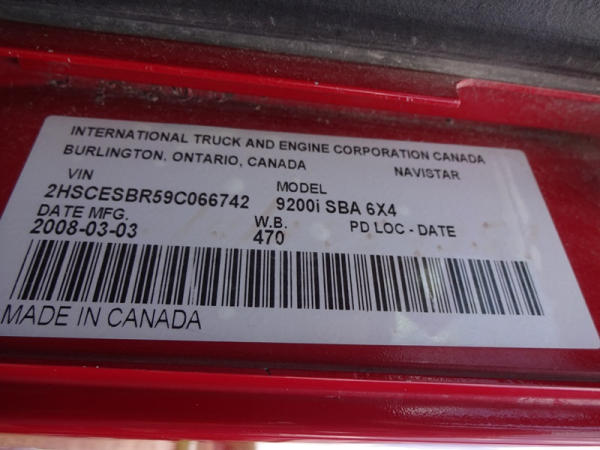 INTERNATIONAL TRUCK AND ENGINE CORPORATION CANADA
BURLINGTON, ONTARIO, CANADA NAVISTAR
VIN MODEL
2HSCESBR59C066742 9200i SBA 6X4
DATE MFG. W.B. PD LOC - DATE
2008-03-03 470
MADE IN CANADA